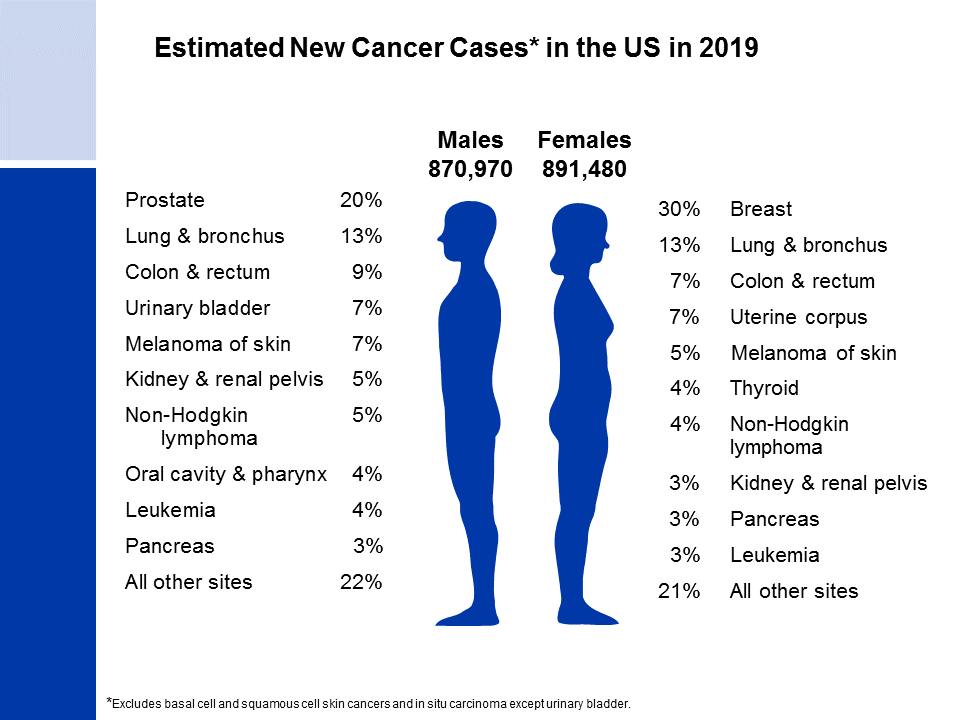 Estimated New Cancer Cases* in the US in 2019
Males
870,970
Females
891,480
Prostate 20%
Lung & bronchus 13%
Colon & rectum 9%
Urinary bladder 7%
Melanoma of skin 7%
Kidney & renal pelvis 5%
Non-Hodgkin 5%
lymphoma
Oral cavity & pharynx 4%
Leukemia 4%
Pancreas 3%
All other sites 22%
30% Breast
13% Lung & bronchus
7% Colon & rectum
7% Uterine corpus
5% Melanoma of skin
4% Thyroid
4% Non-Hodgkin
lymphoma
3% Kidney & renal pelvis
3% Pancreas
3% Leukemia
21% All other sites
*Excludes basal cell and squamous cell skin cancers and in situ carcinoma except urinary bladder.